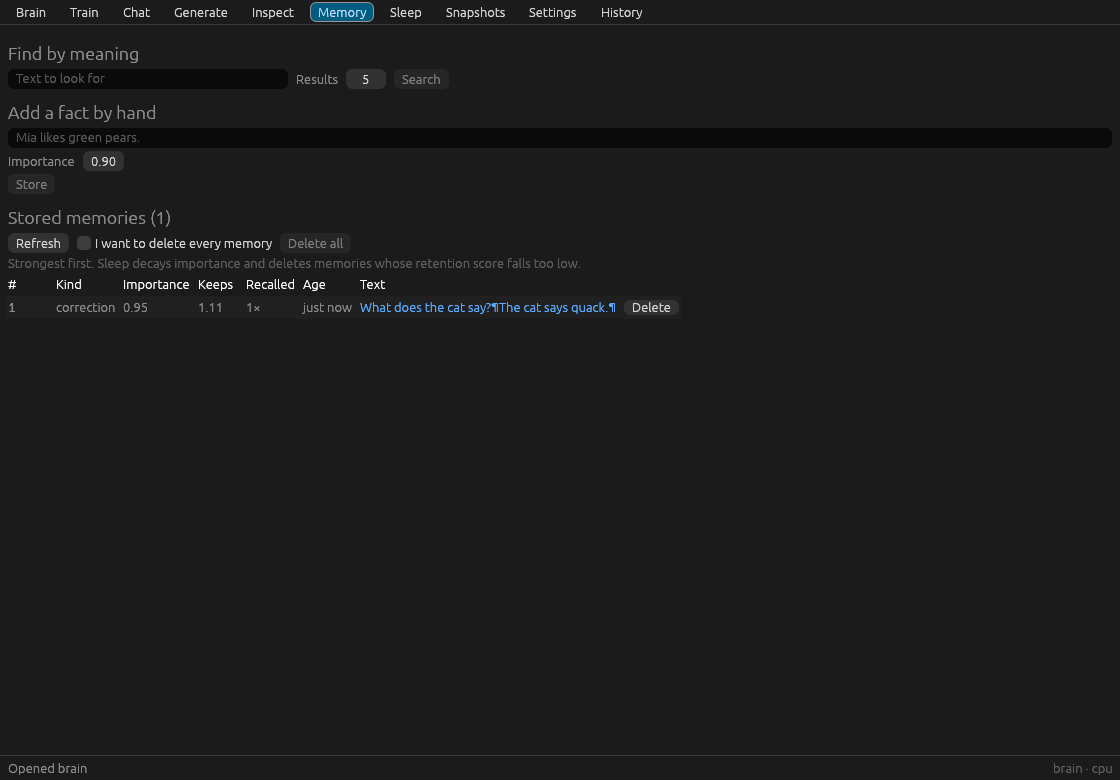 Brain Train Chat Generate Inspect Memory Sleep Snapshots Settings History
Find by meaning
Text to look for Results 5 Search
Add a fact by hand
Mia likes green pears.
Importance 0.90
Store
Stored memories (1)
Refresh I want to delete every memory Delete all
Strongest first. Sleep decays importance and deletes memories whose retention score falls too low.
# Kind Importance Keeps Recalled Age Text
1 correction 0.95 1.11 1× just now What does the cat say?¶The cat says quack.¶ Delete
Opened brain brain · cpu